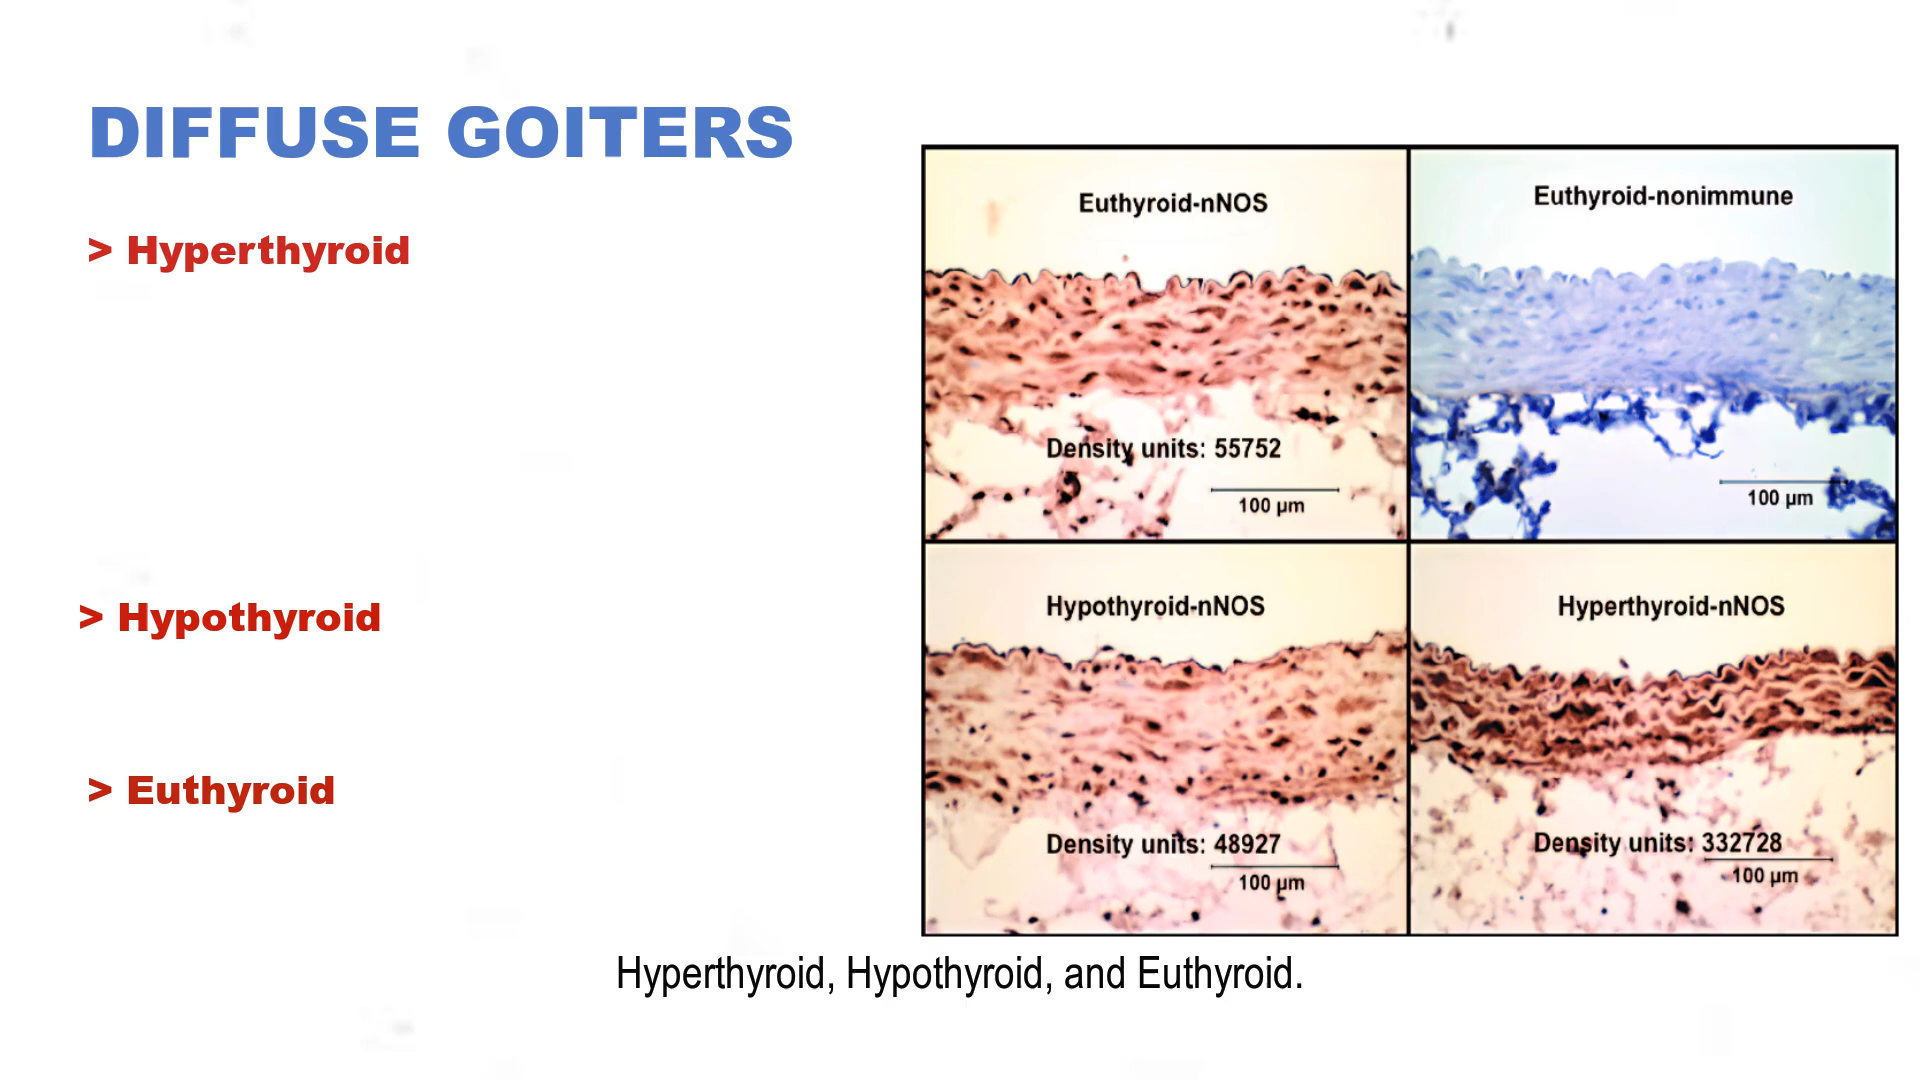 DIFFUSE GOITERS
> Hyperthyroid
> Hypothyroid
> Euthyroid
Euthyroid-nNOS
Density units: 55752
100 µm
Euthyroid-nonimmune
100 µm
Hypothyroid-nNOS
Density units: 48927
100 µm
Hyperthyroid-nNOS
Density units: 332728
100 µm
Hyperthyroid, Hypothyroid, and Euthyroid.